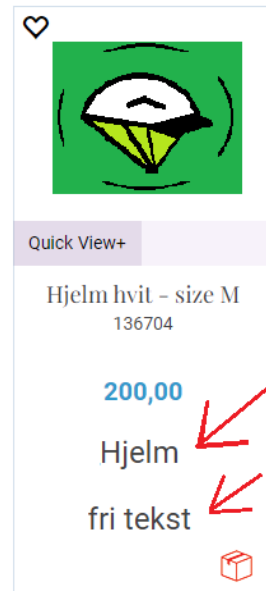 Quick View+
Hjelm hvit - size M
136704
200,00
Hjelm
fri tekst